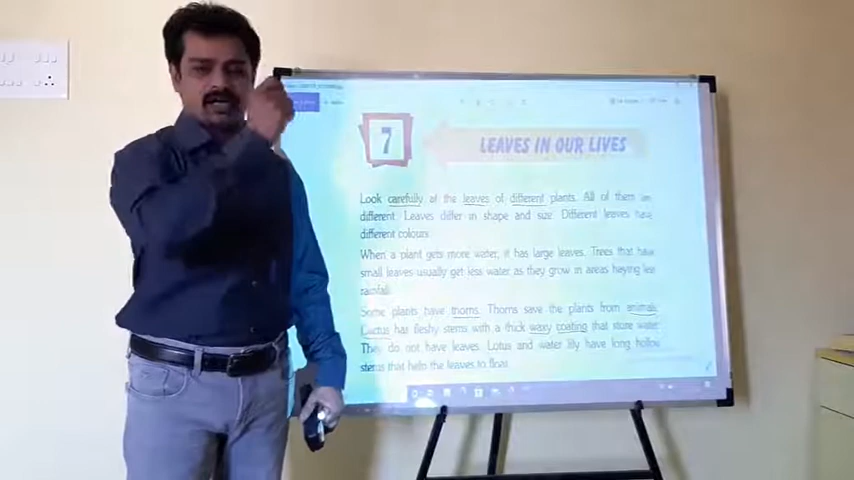 7
LEAVES IN OUR LIVES
Look carefully at the leaves of different plants. All of them are
different. Leaves differ in shape and size. Different leaves have
different colours.
When a plant gets more water, it has large leaves. Trees that have
small leaves usually get less water as they grow in areas having less
rainfall.
Some plants have thorns. Thorns save the plants from animals.
Cactus has fleshy stems with a thick waxy coating that store water.
They do not have leaves. Lotus and water lily have long hollow
stems that help the leaves to float.